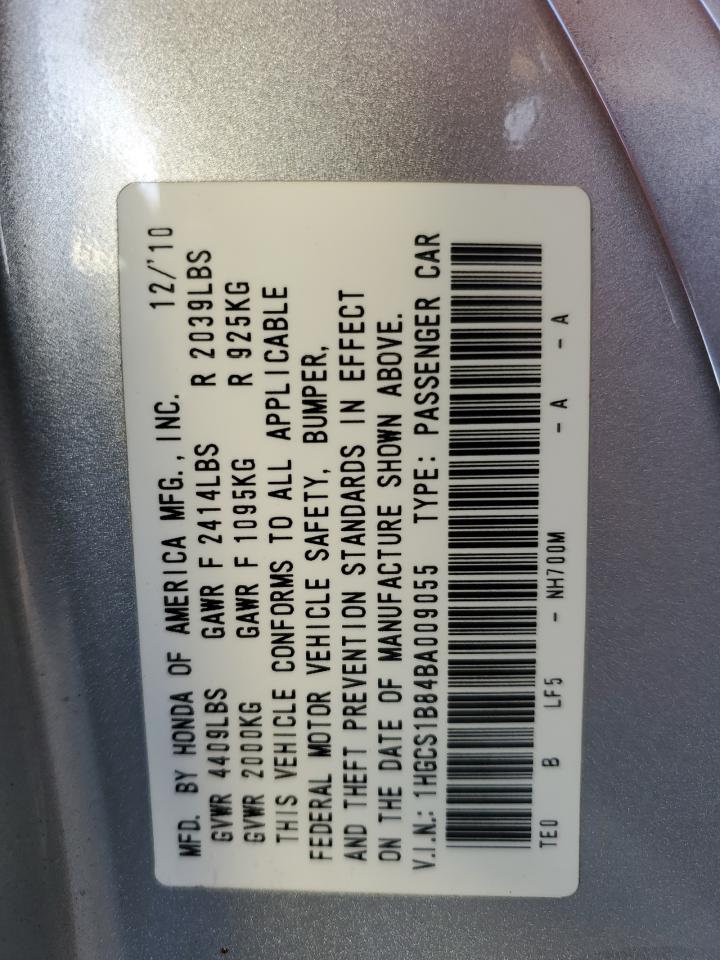 MFD. BY HONDA OF AMERICA MFG., INC. 12/'10
GVWR 4409LBS GAWR F 2414LBS R 2039LBS
GVWR 2000KG GAWR F 1095KG R 925KG
THIS VEHICLE CONFORMS TO ALL APPLICABLE
FEDERAL MOTOR VEHICLE SAFETY, BUMPER,
AND THEFT PREVENTION STANDARDS IN EFFECT
ON THE DATE OF MANUFACTURE SHOWN ABOVE.
V.I.N.: 1HGCS1B84BA009055 TYPE: PASSENGER CAR
TE0 B LF5 - NH700M - A - A